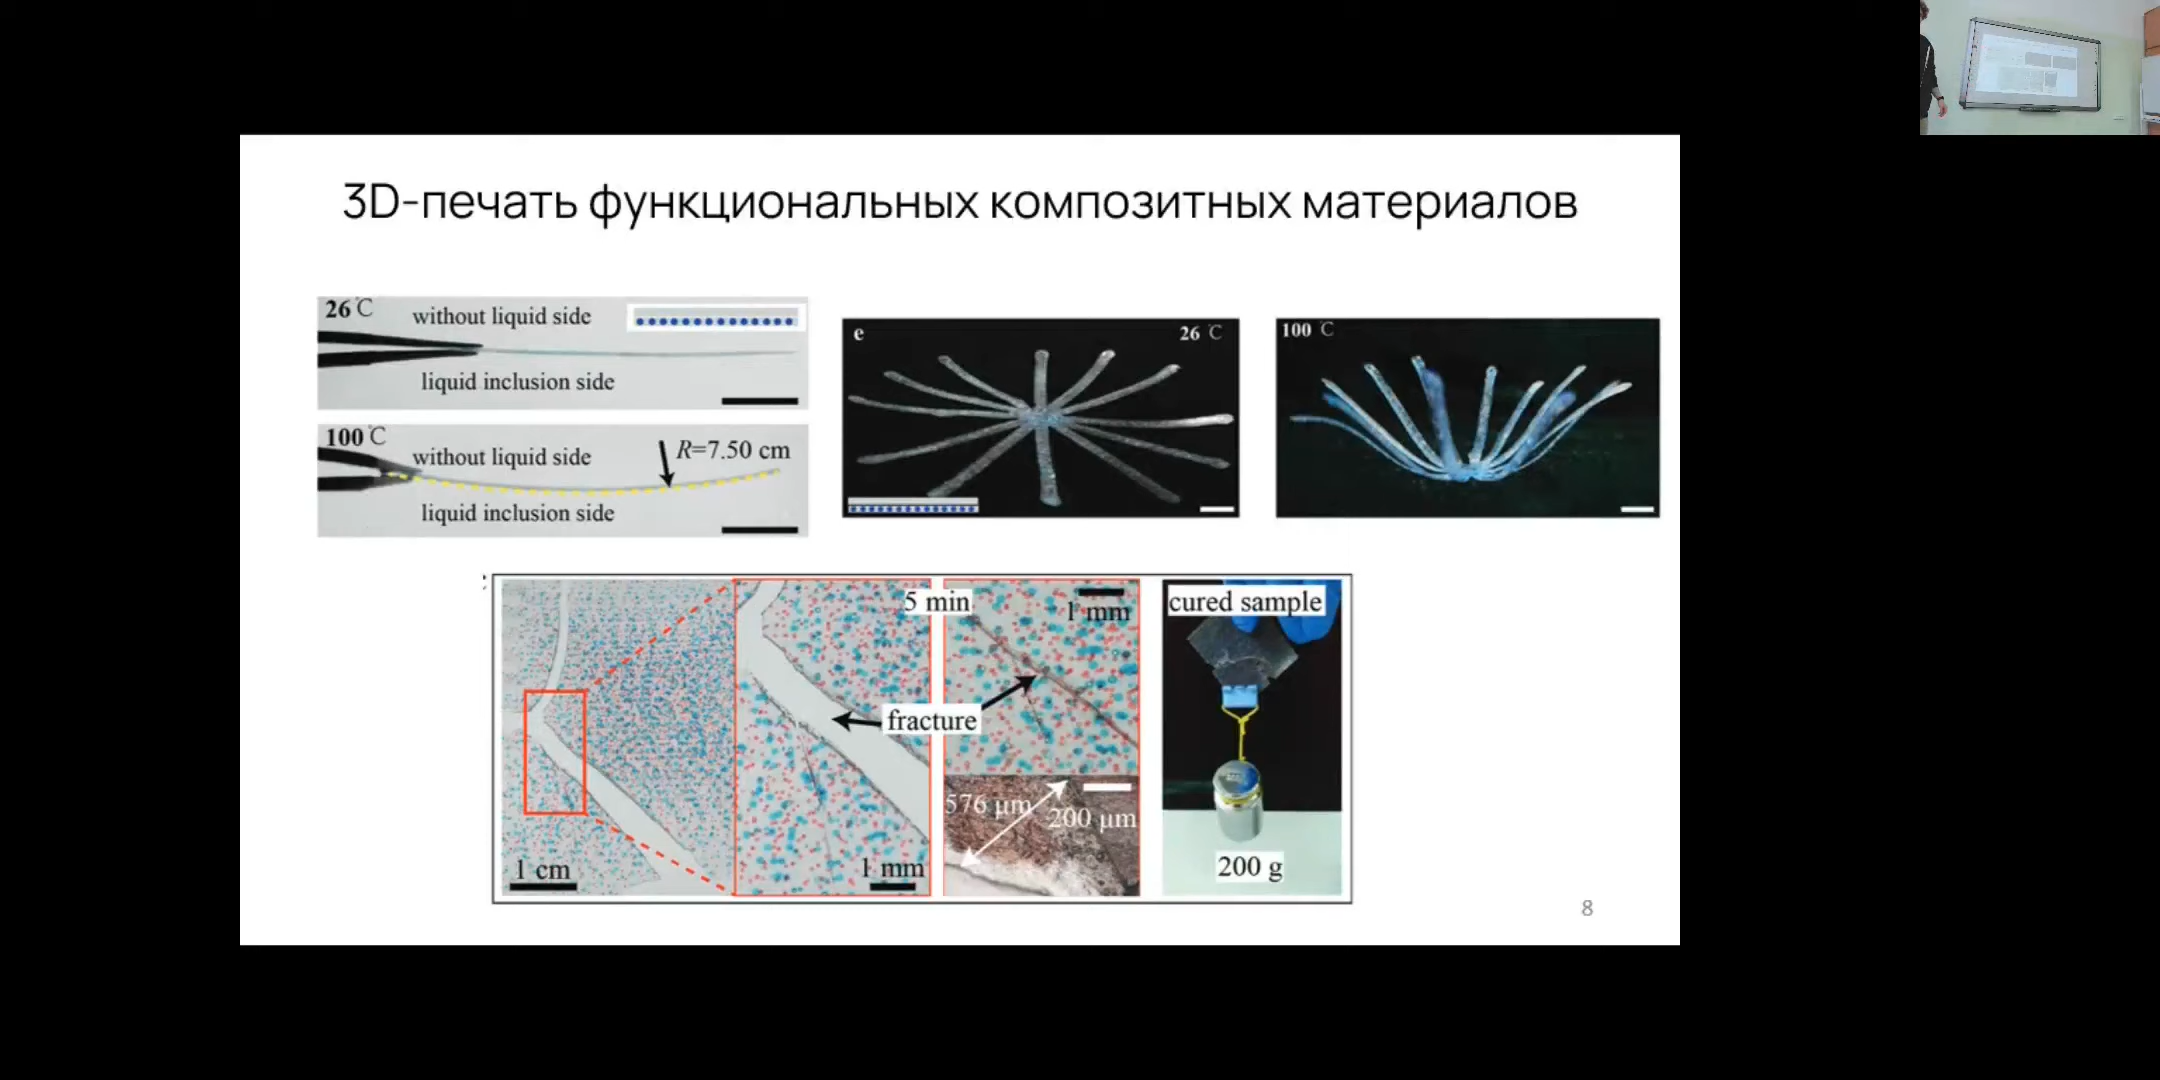 3D-печать функциональных композитных материалов
26℃
without liquid side
liquid inclusion side
100℃
without liquid side
R=7.50 cm
liquid inclusion side
e
26 ℃
100 ℃
5 min
1 mm
cured sample
fracture
576 μm
200 μm
1 cm
1 mm
200 g
8